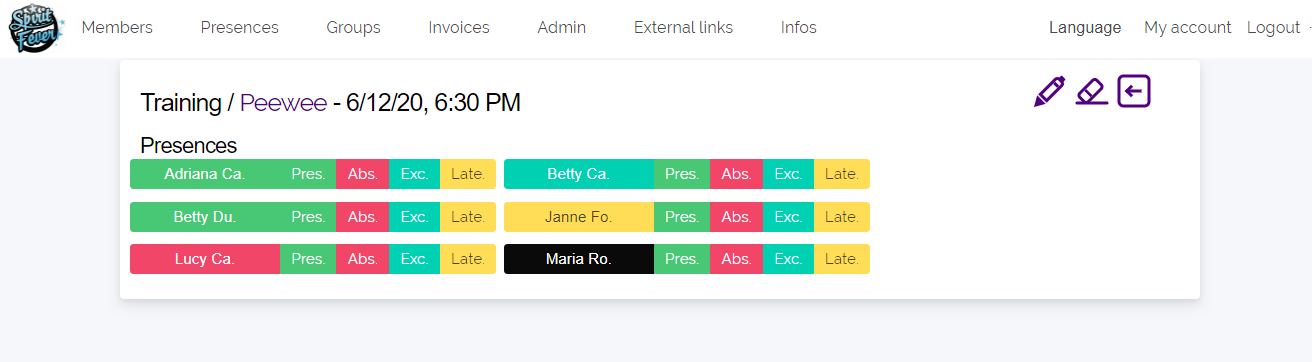 Spirit Fever
Members Presences Groups Invoices Admin External links Infos Language My account Logout
Training / Peewee - 6/12/20, 6:30 PM
Presences
Adriana Ca. Pres. Abs. Exc. Late. Betty Ca. Pres. Abs. Exc. Late.
Betty Du. Pres. Abs. Exc. Late. Janne Fo. Pres. Abs. Exc. Late.
Lucy Ca. Pres. Abs. Exc. Late. Maria Ro. Pres. Abs. Exc. Late.